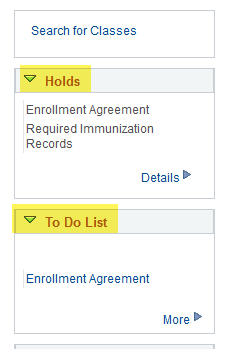 Search for Classes
Holds
Enrollment Agreement
Required Immunization
Records
Details
To Do List
Enrollment Agreement
More